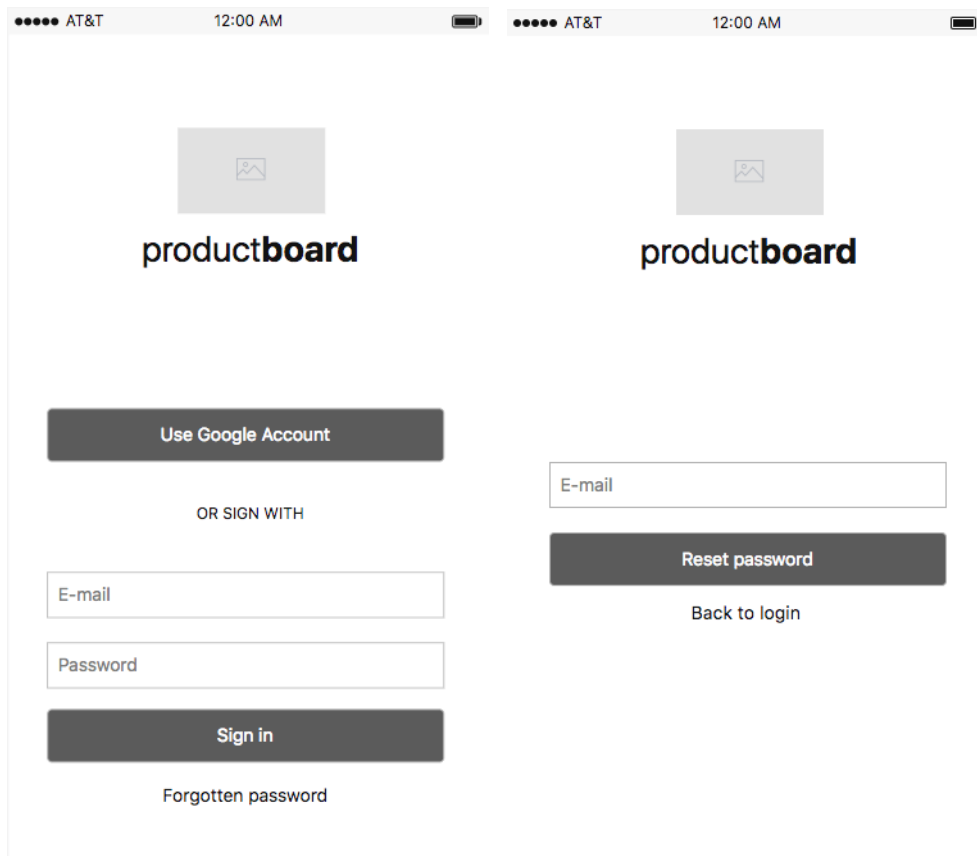 AT&T 12:00 AM
productboard
Use Google Account
OR SIGN WITH
E-mail
Password
Sign in
Forgotten password
AT&T 12:00 AM
productboard
E-mail
Reset password
Back to login